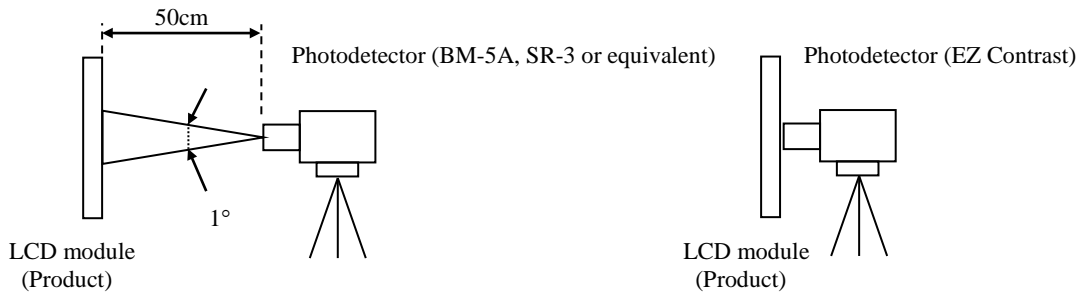 50cm
Photodetector (BM-5A, SR-3 or equivalent)
1°
LCD module
(Product)
Photodetector (EZ Contrast)
LCD module
(Product)